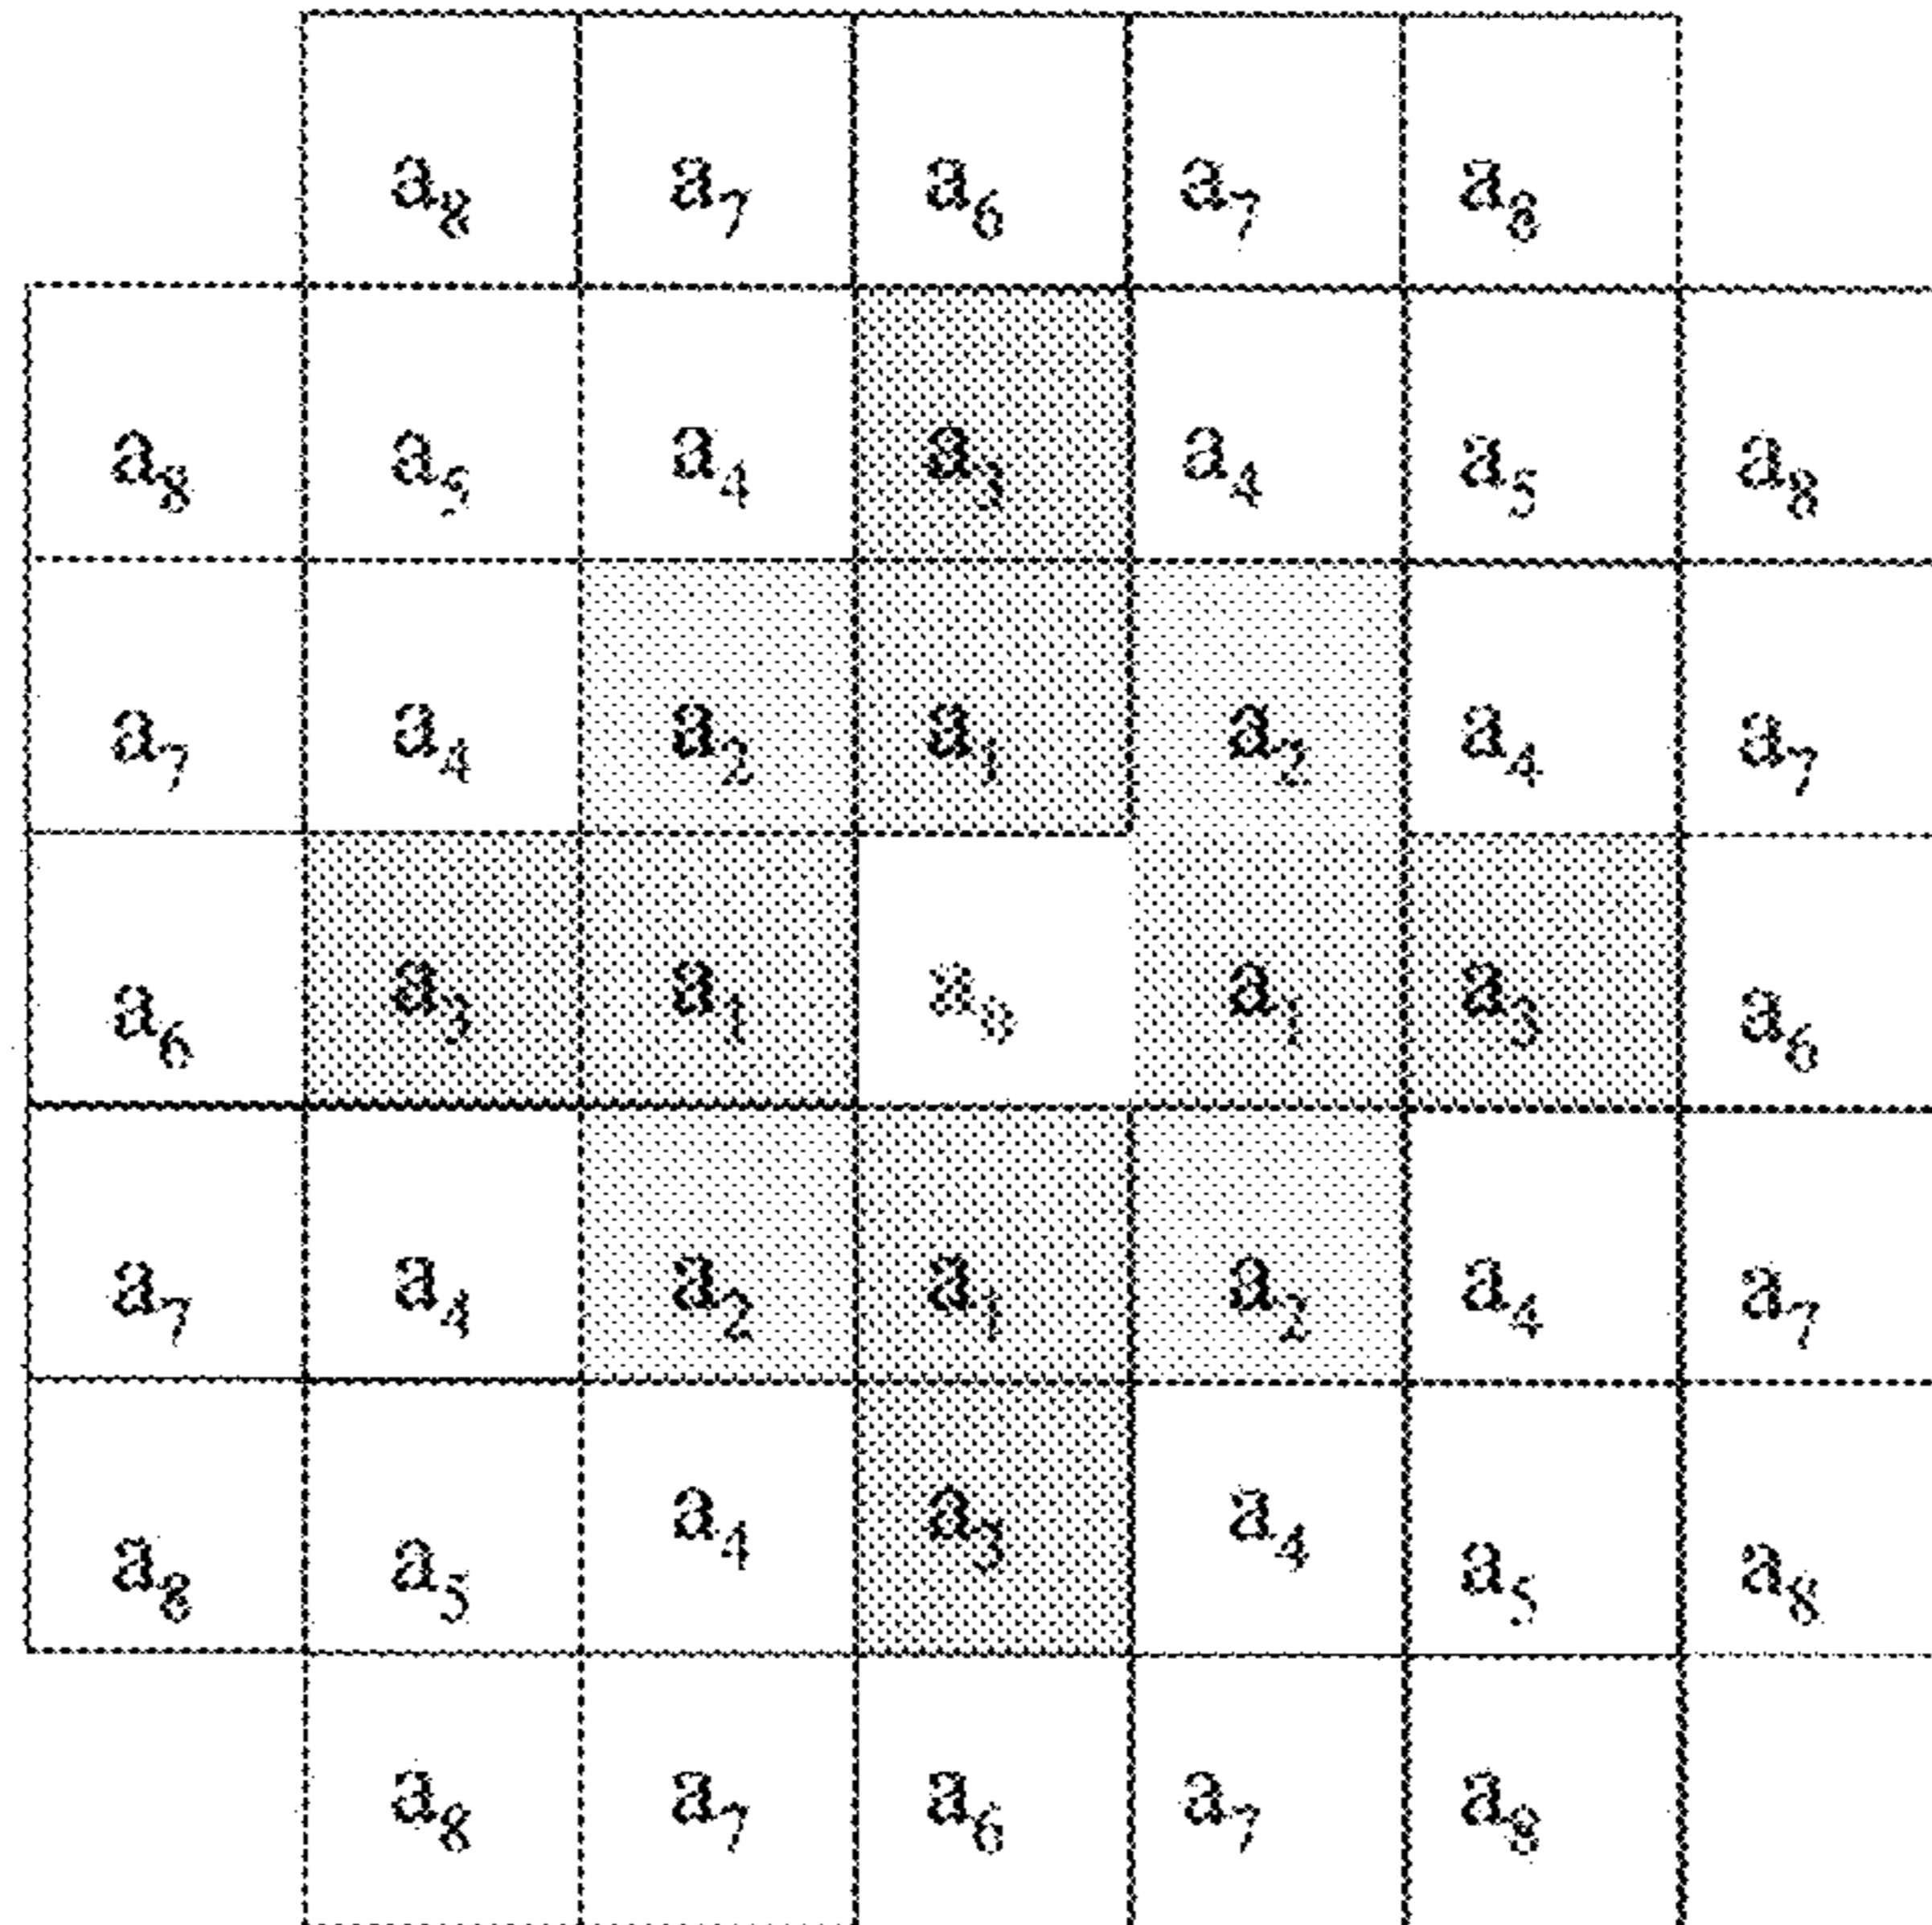 a₈ a₇ a₆ a₇ a₈
a₈ a₅ a₄ a₃ a₄ a₅ a₈
a₇ a₄ a₂ a₁ a₂ a₄ a₇
a₆ a₃ a₁ a₀ a₁ a₃ a₆
a₇ a₄ a₂ a₁ a₂ a₄ a₇
a₈ a₅ a₄ a₃ a₄ a₅ a₈
a₈ a₇ a₆ a₇ a₈